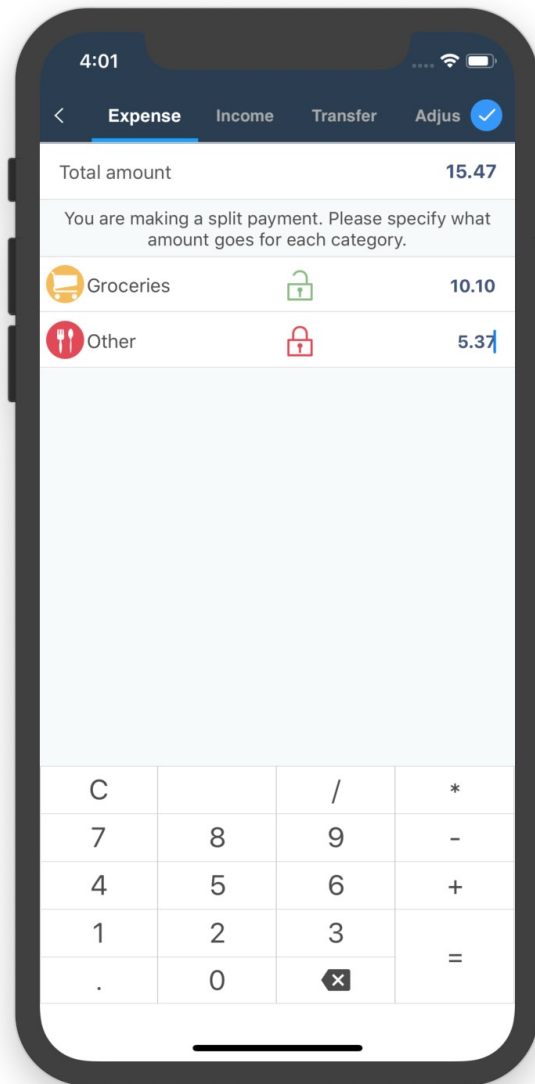 4:01
Expense Income Transfer Adjus
Total amount 15.47
You are making a split payment. Please specify what
amount goes for each category.
Groceries 10.10
Other 5.37
C / *
7 8 9 -
4 5 6 +
1 2 3
=
. 0